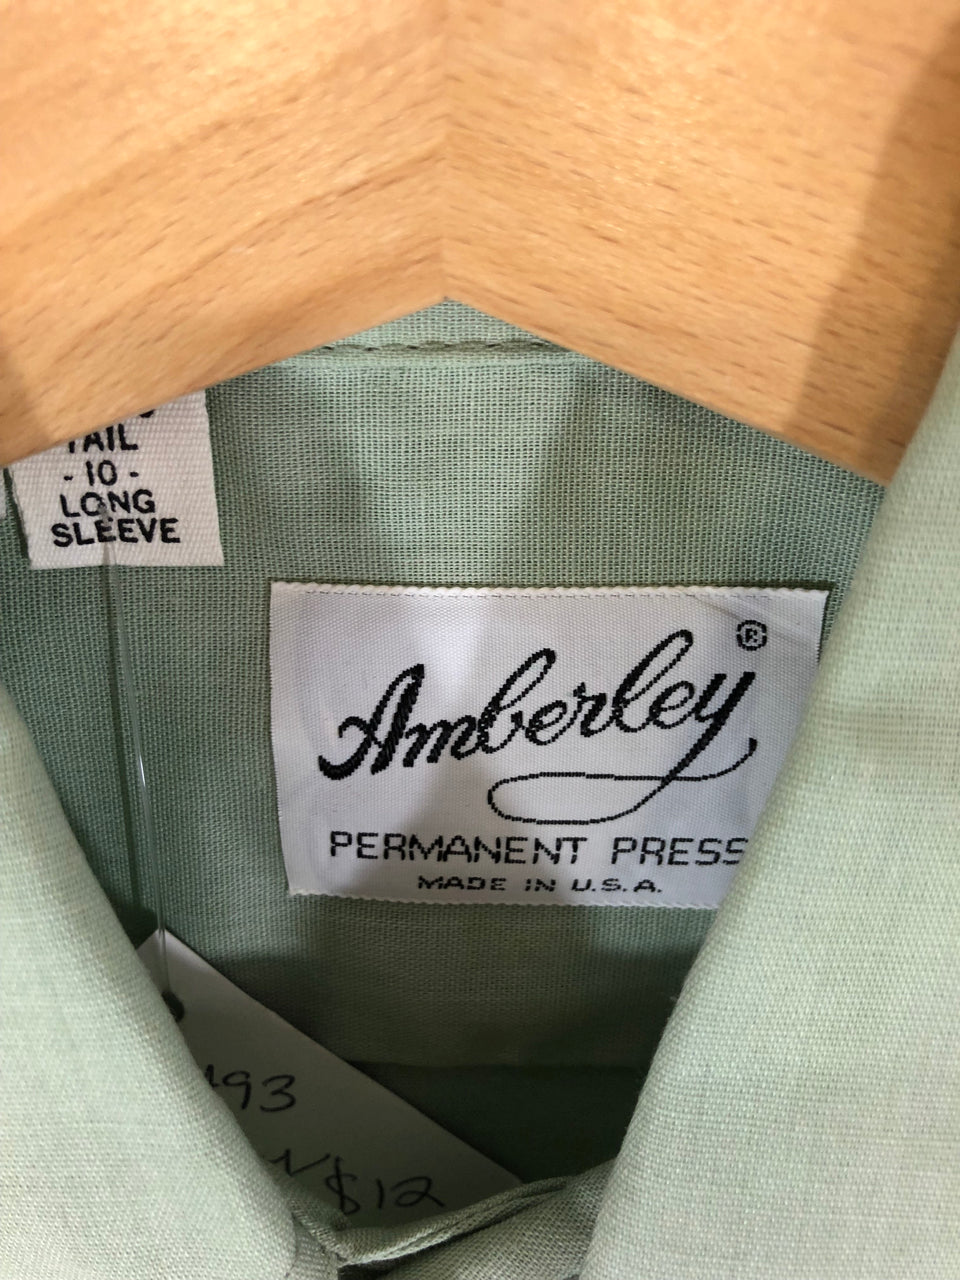 TAIL
- 10 -
LONG
SLEEVE
Amberley ®
PERMANENT PRESS
MADE IN U.S.A.
493
$12